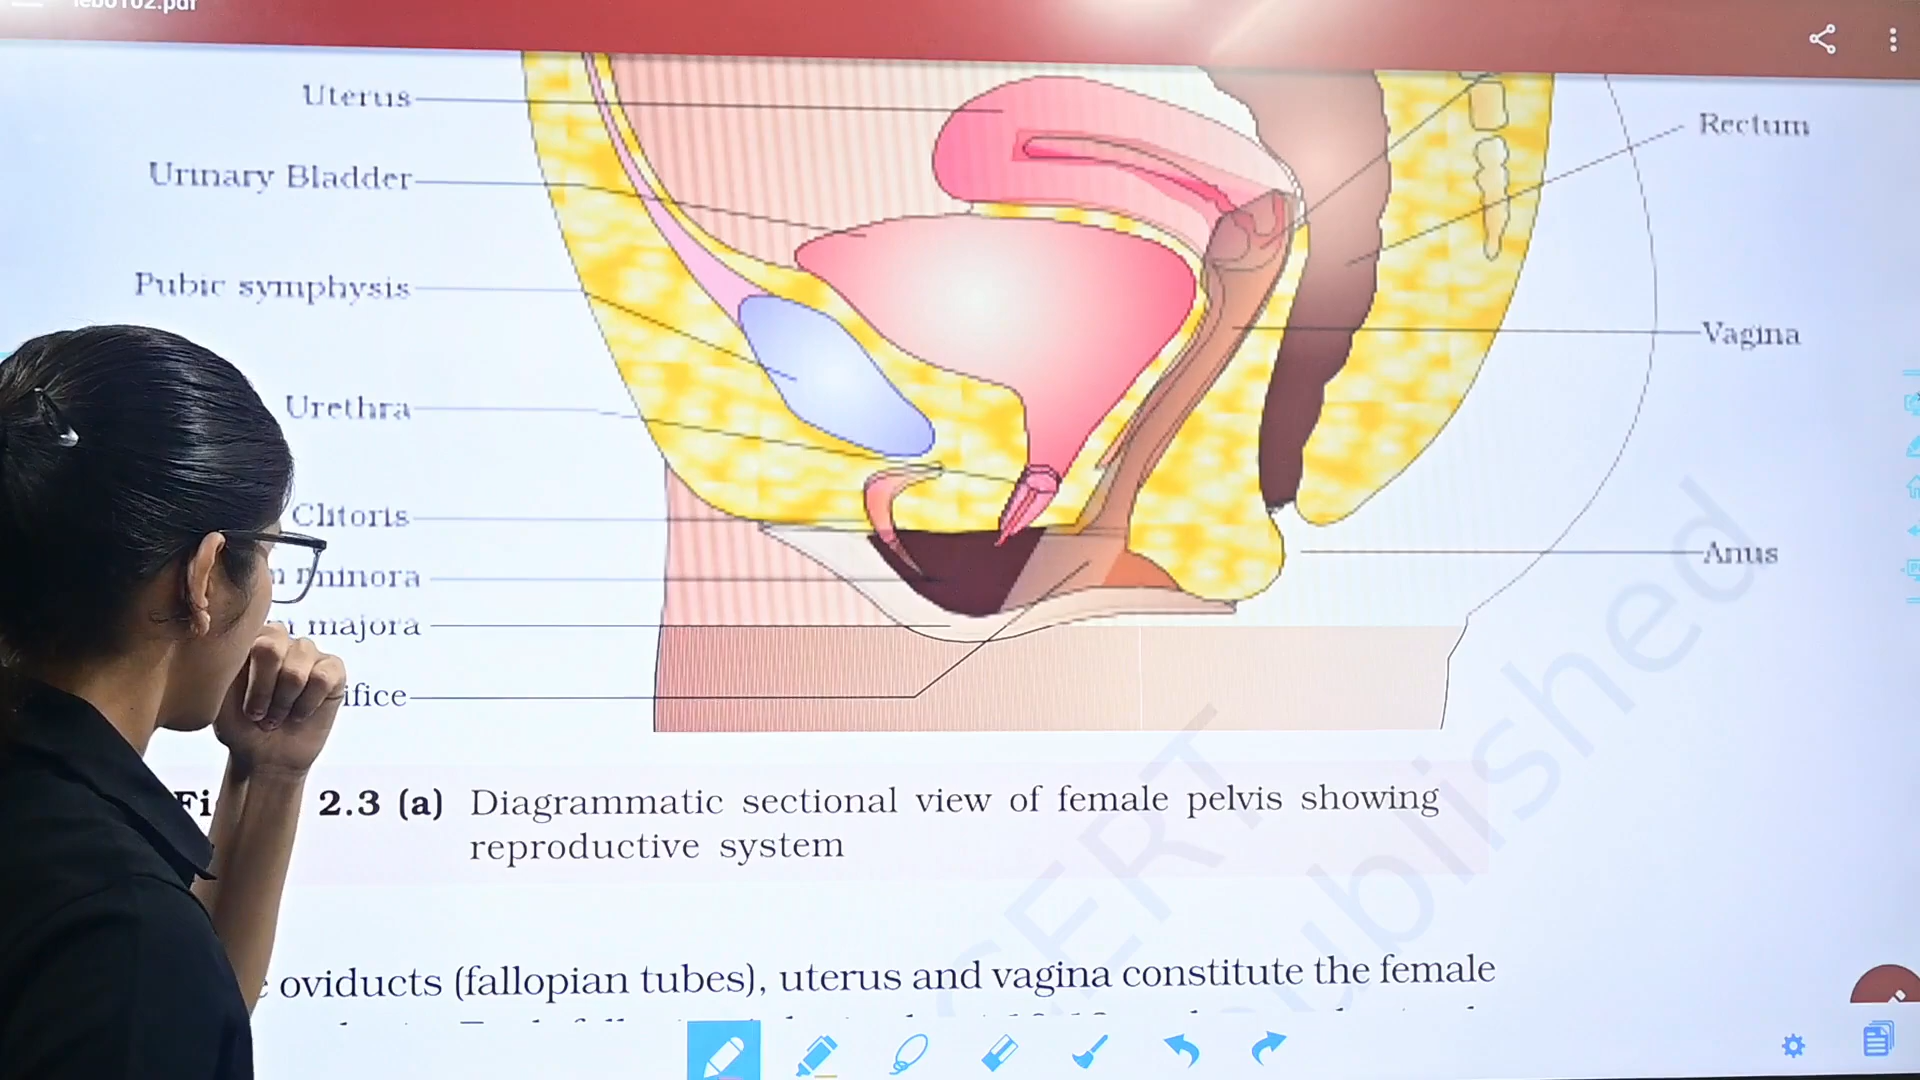 Uterus
Urinary Bladder
Pubic symphysis
Urethra
Clitoris
minora
majora
Rectum
Vagina
Anus
2.3 (a) Diagrammatic sectional view of female pelvis showing
reproductive system
oviducts (fallopian tubes), uterus and vagina constitute the female